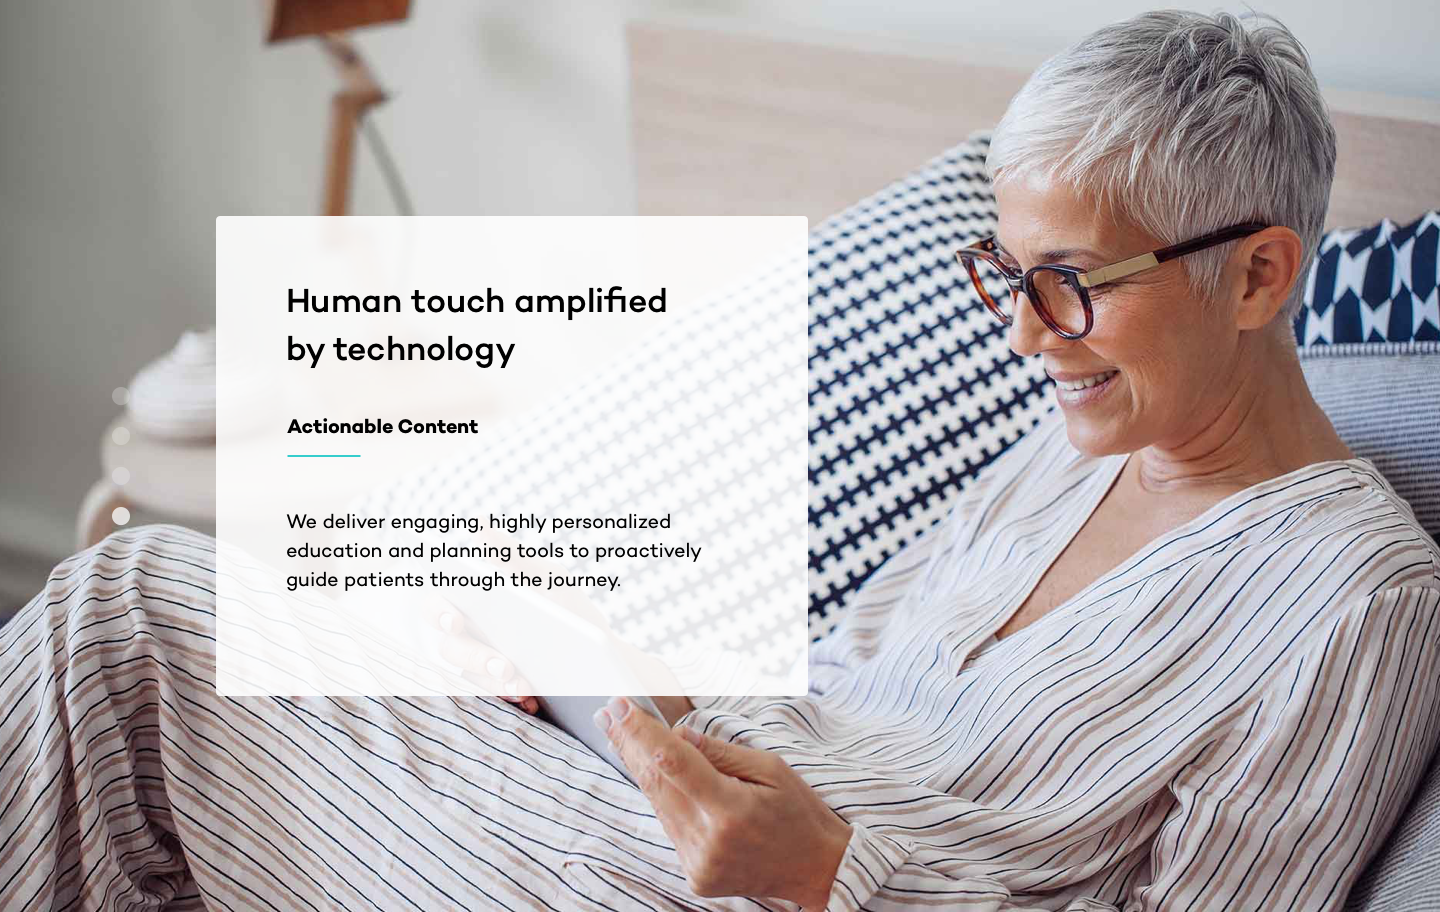 Human touch amplified
by technology
Actionable Content
We deliver engaging, highly personalized
education and planning tools to proactively
guide patients through the journey.